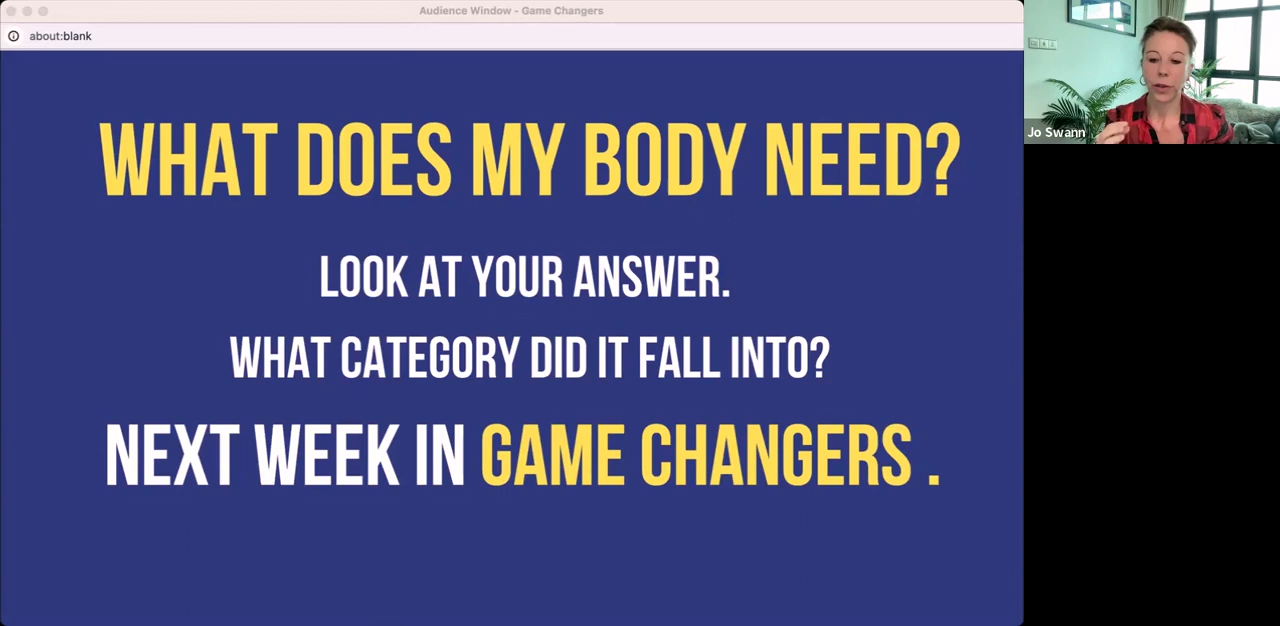 Audience Window - Game Changers
about:blank
WHAT DOES MY BODY NEED?
LOOK AT YOUR ANSWER.
WHAT CATEGORY DID IT FALL INTO?
NEXT WEEK IN GAME CHANGERS .
Jo Swann